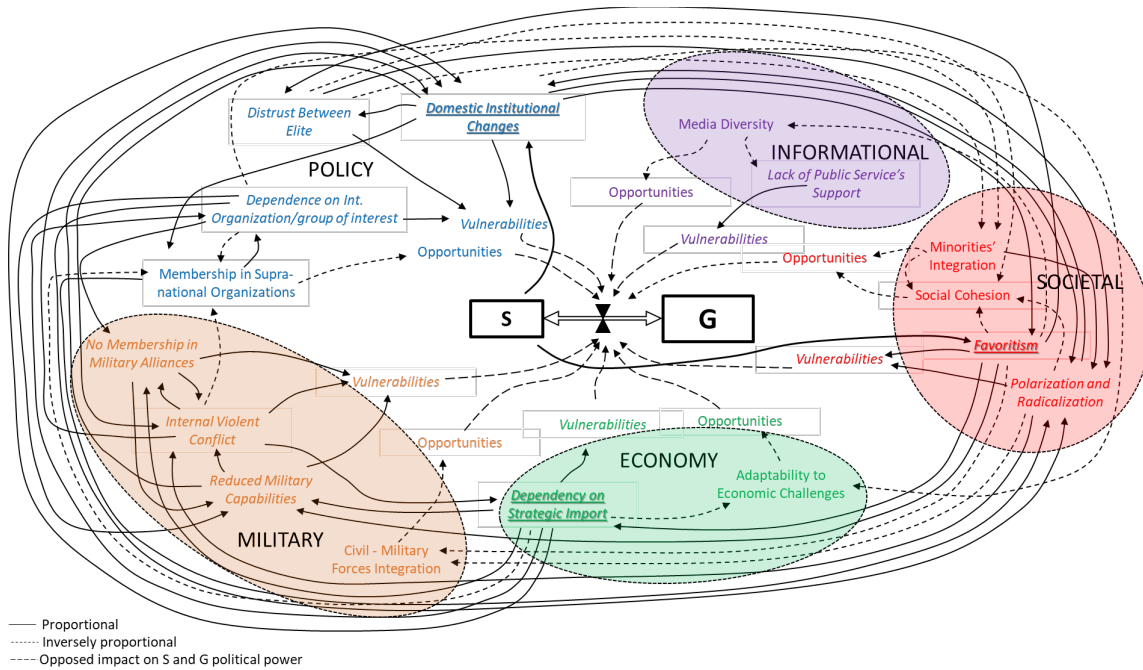 Distrust Between
Elite
Domestic Institutional
Changes
POLICY
Dependence on Int.
Organization/group of interest
Vulnerabilities
Opportunities
Membership in Supra-
national Organizations
Media Diversity
INFORMATIONAL
Lack of Public Service's
Support
Opportunities
Vulnerabilities
Opportunities
Minorities'
Integration
SOCIETAL
Social Cohesion
Favoritism
Vulnerabilities
Polarization and
Radicalization
S
G
No Membership in
Military Alliances
Vulnerabilities
Internal Violent
Conflict
Opportunities
Reduced Military
Capabilities
MILITARY
Civil - Military
Forces Integration
Vulnerabilities
Opportunities
ECONOMY
Adaptability to
Economic Challenges
Dependency on
Strategic Import
Proportional
Inversely proportional
Opposed impact on S and G political power